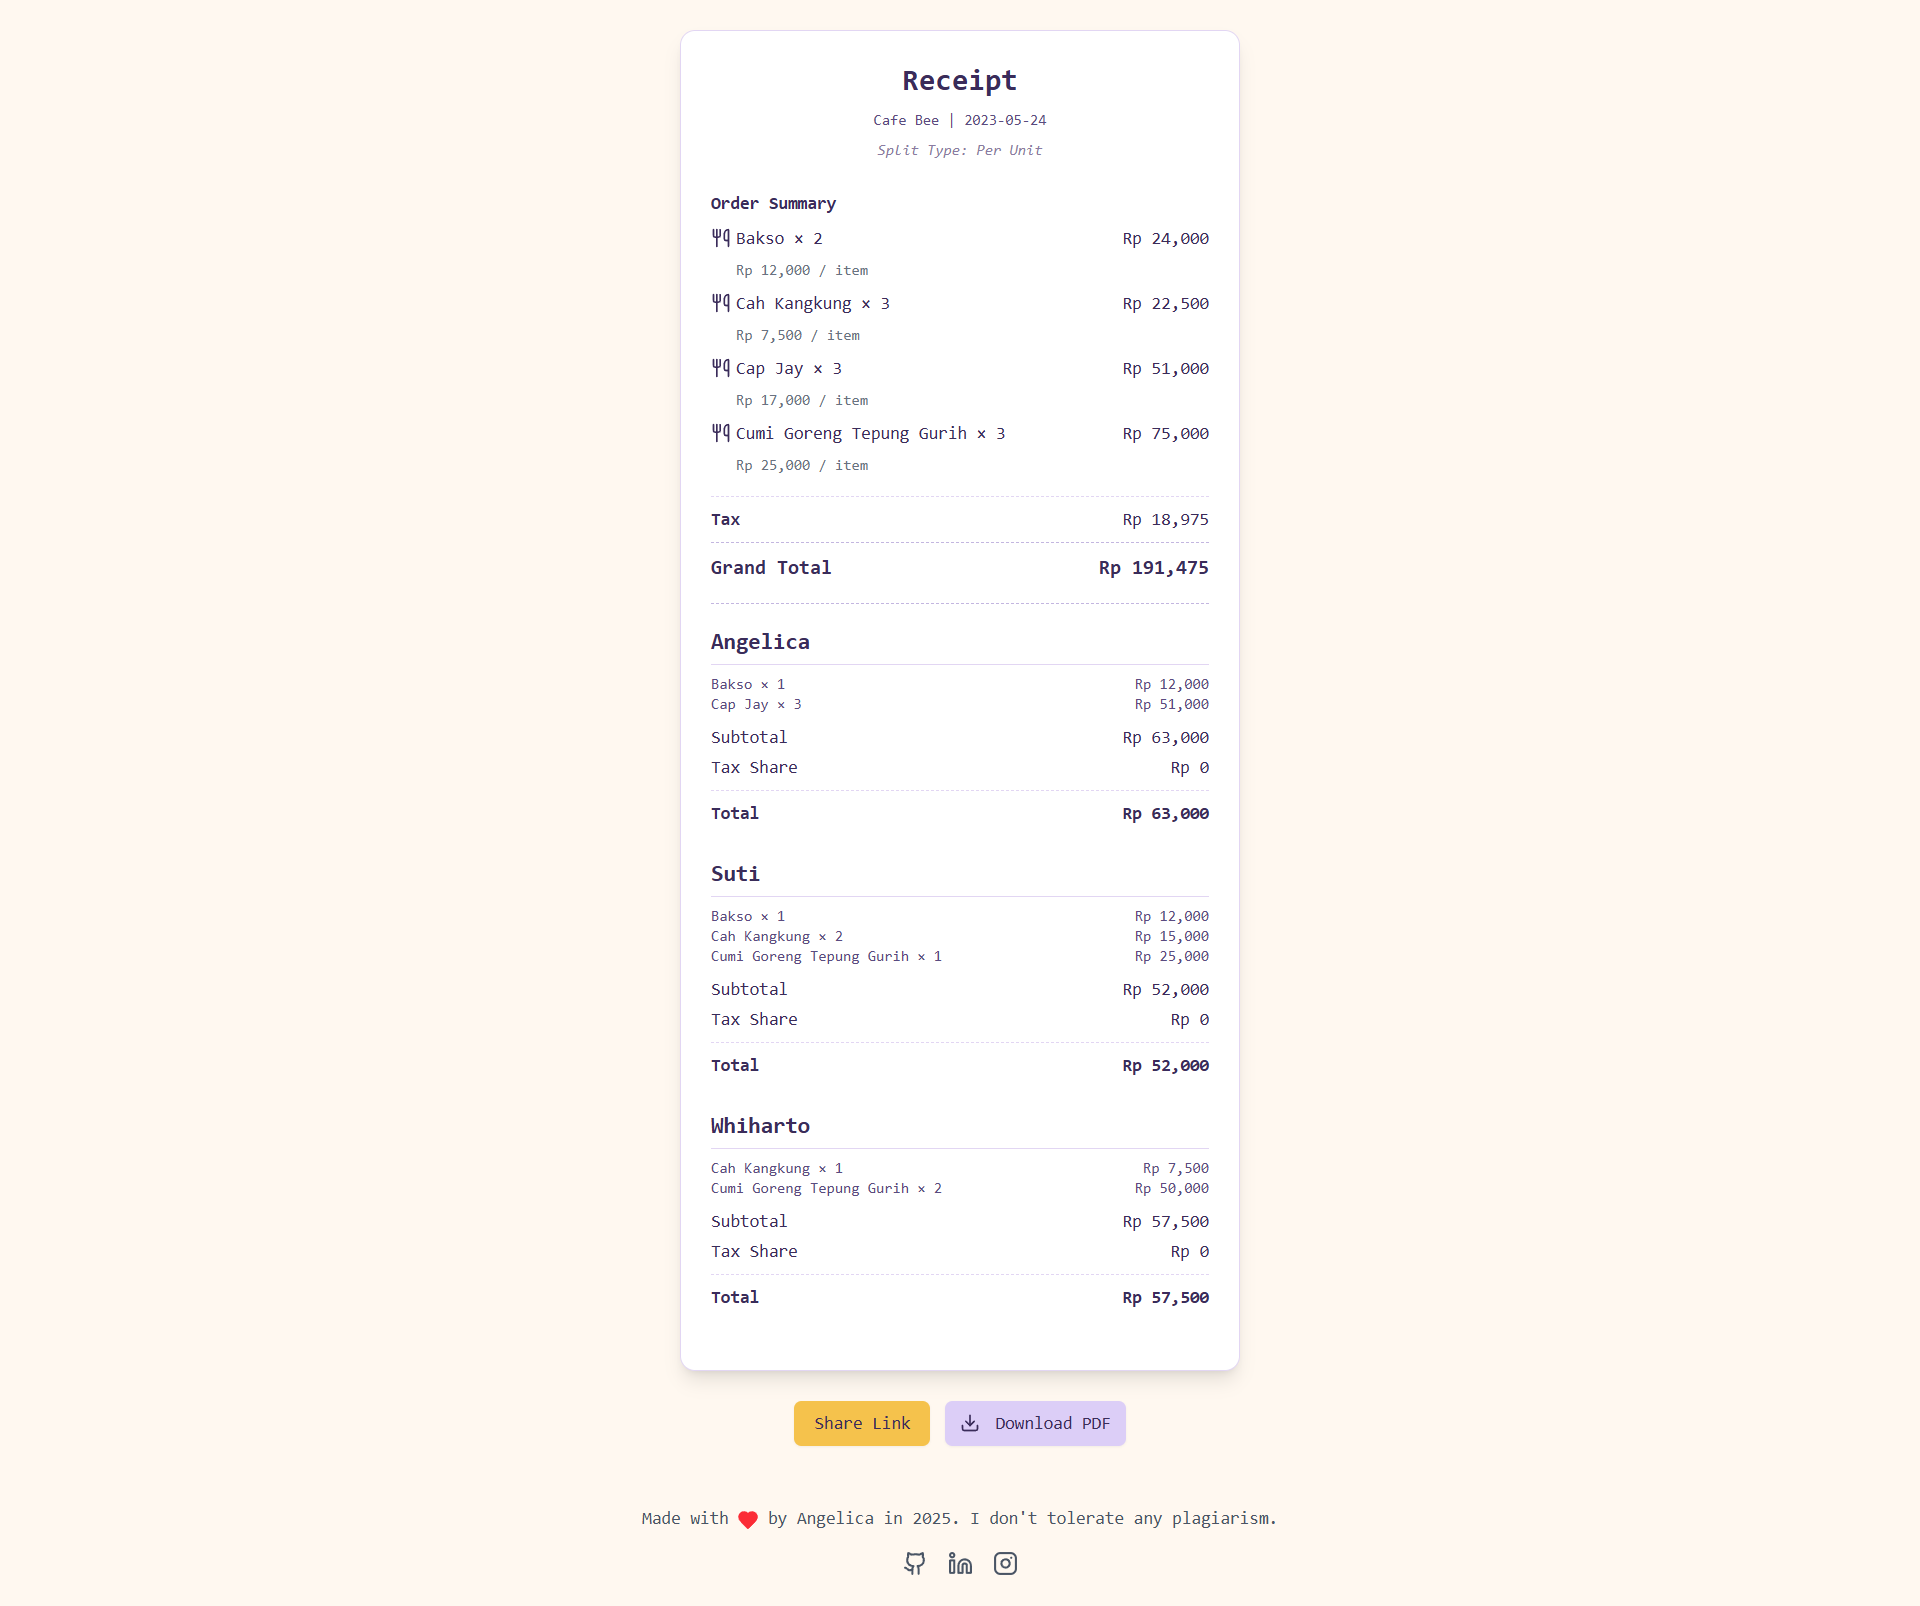 Receipt
Cafe Bee | 2023-05-24
Split Type: Per Unit
Order Summary
Bakso × 2 Rp 24,000
Rp 12,000 / item
Cah Kangkung × 3 Rp 22,500
Rp 7,500 / item
Cap Jay × 3 Rp 51,000
Rp 17,000 / item
Cumi Goreng Tepung Gurih × 3 Rp 75,000
Rp 25,000 / item
Tax Rp 18,975
Grand Total Rp 191,475
Angelica
Bakso × 1 Rp 12,000
Cap Jay × 3 Rp 51,000
Subtotal Rp 63,000
Tax Share Rp 0
Total Rp 63,000
Suti
Bakso × 1 Rp 12,000
Cah Kangkung × 2 Rp 15,000
Cumi Goreng Tepung Gurih × 1 Rp 25,000
Subtotal Rp 52,000
Tax Share Rp 0
Total Rp 52,000
Whiharto
Cah Kangkung × 1 Rp 7,500
Cumi Goreng Tepung Gurih × 2 Rp 50,000
Subtotal Rp 57,500
Tax Share Rp 0
Total Rp 57,500
Share Link Download PDF
Made with ❤ by Angelica in 2025. I don't tolerate any plagiarism.